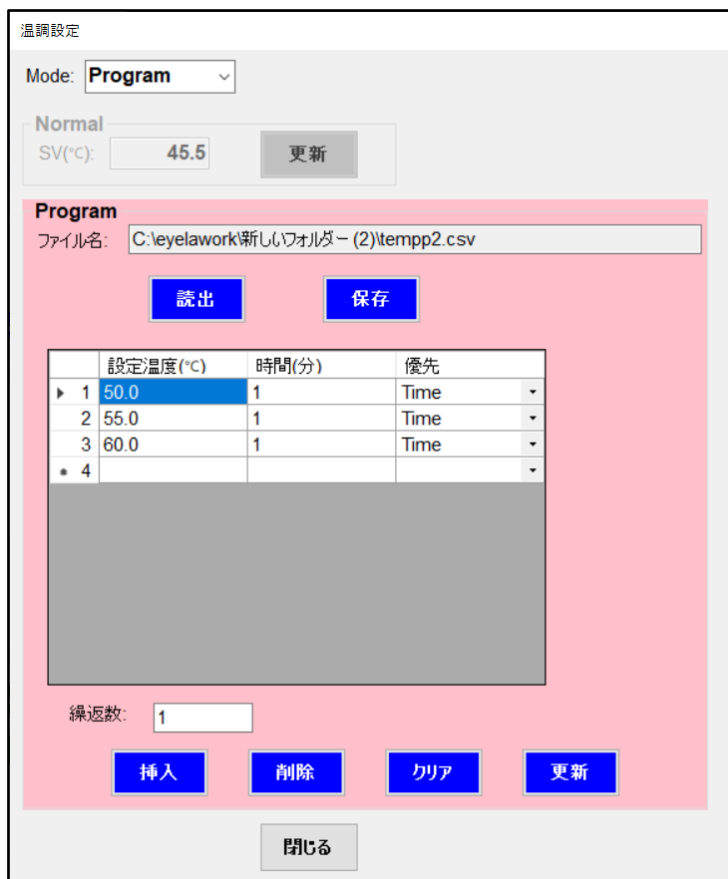 温調設定
Mode: Program
Normal
SV(℃): 45.5 更新
Program
ファイル名: C:\eyelawork\新しいフォルダー (2)\tempp2.csv
読出 保存
設定温度(℃) 時間(分) 優先
1 50.0 1 Time
2 55.0 1 Time
3 60.0 1 Time
4
繰返数: 1
挿入 削除 クリア 更新
閉じる